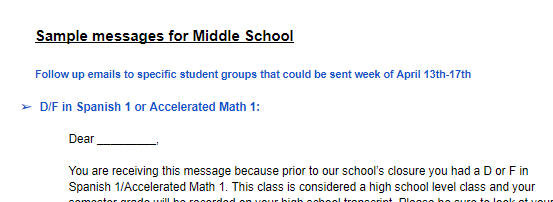 Sample messages for Middle School
Follow up emails to specific student groups that could be sent week of April 13th-17th
➢ D/F in Spanish 1 or Accelerated Math 1:
Dear _________,
You are receiving this message because prior to our school's closure you had a D or F in
Spanish 1/Accelerated Math 1. This class is considered a high school level class and your
semester grade will be recorded on your high school transcript. Please be sure to look at your